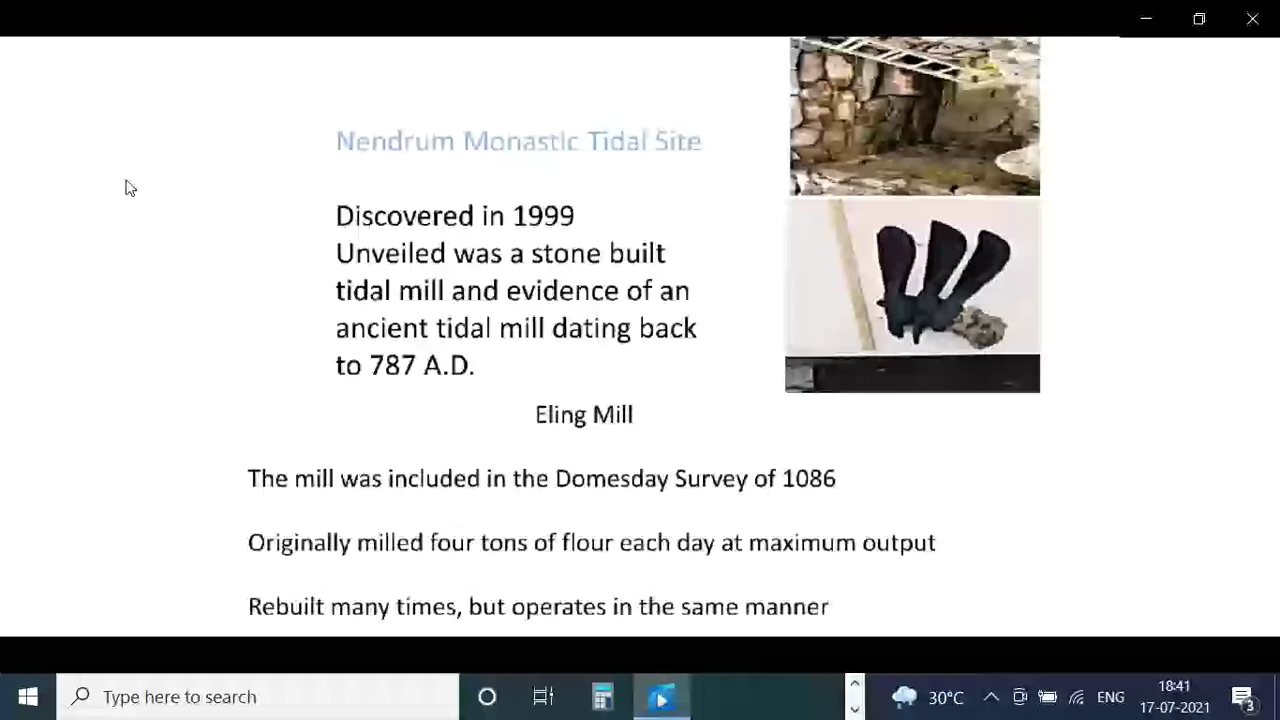 Nendrum Monastic Tidal Site
Discovered in 1999
Unveiled was a stone built
tidal mill and evidence of an
ancient tidal mill dating back
to 787 A.D.
Eling Mill
The mill was included in the Domesday Survey of 1086
Originally milled four tons of flour each day at maximum output
Rebuilt many times, but operates in the same manner
Type here to search
30°C
ENG
18:41
17-07-2021
3